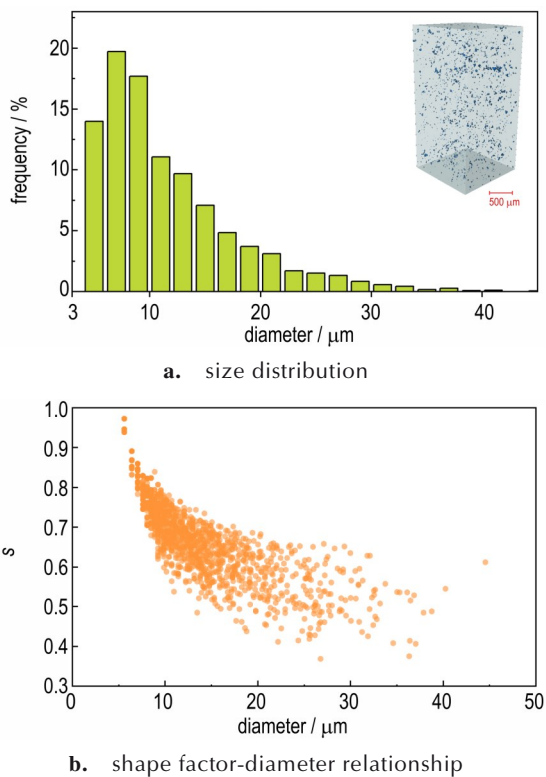 20
15
10
5
0
frequency / %
500 μm
3 10 20 30 40
diameter / μm
a. size distribution
1.0
0.9
0.8
0.7
0.6
0.5
0.4
0.3
s
0 10 20 30 40 50
diameter / μm
b. shape factor-diameter relationship